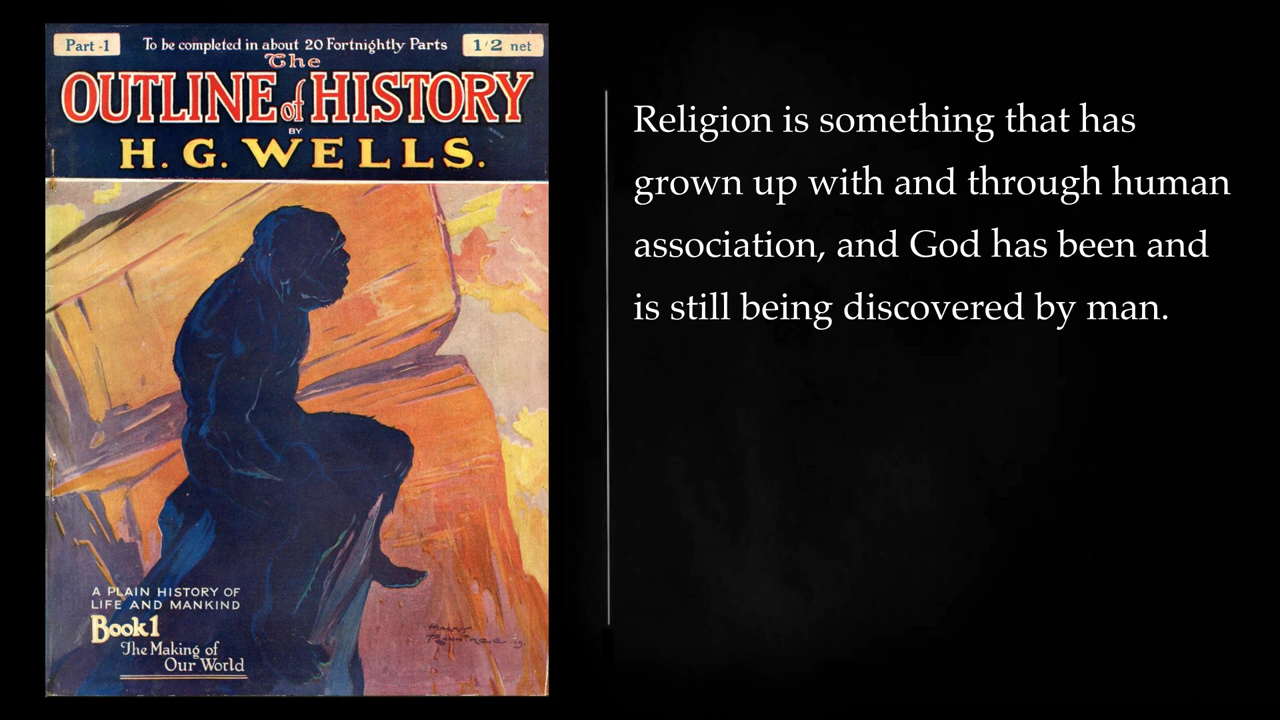 Part -1
To be completed in about 20 Fortnightly Parts
1/2 net
The
OUTLINE of HISTORY
BY
H. G. WELLS.
A PLAIN HISTORY OF
LIFE AND MANKIND
Book 1
The Making of
Our World
Religion is something that has
grown up with and through human
association, and God has been and
is still being discovered by man.